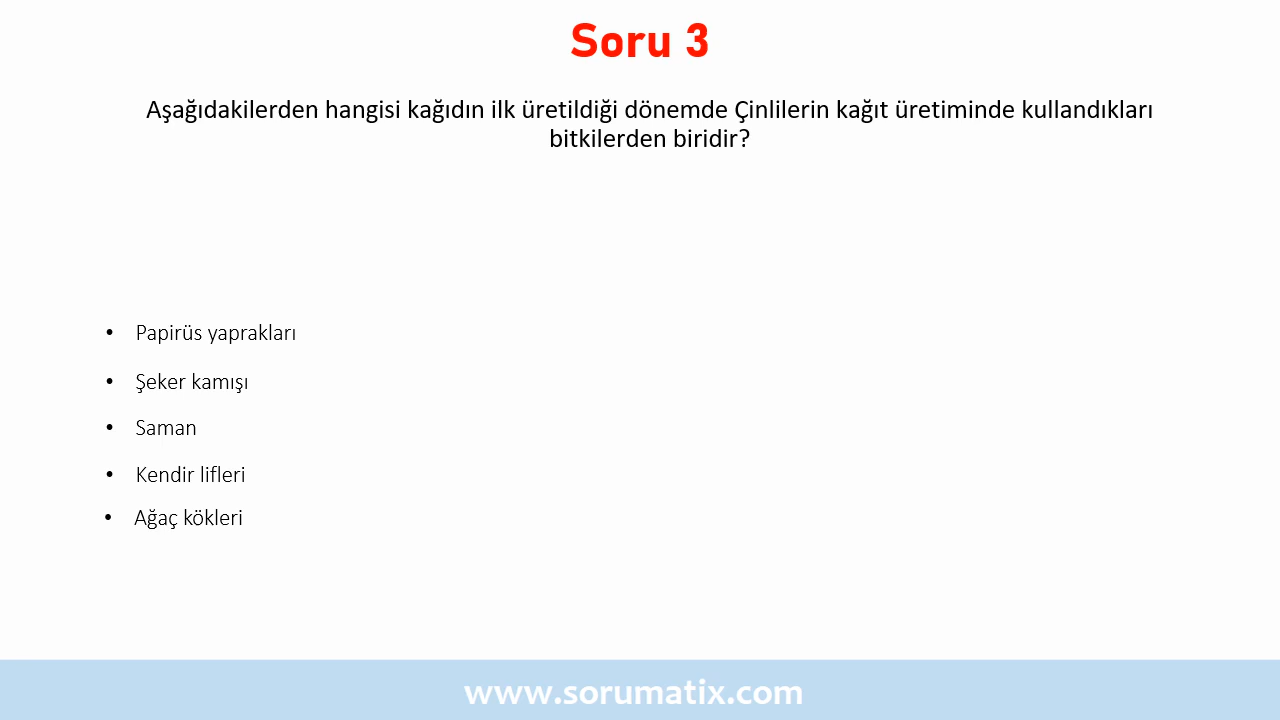 Soru 3
Aşağıdakilerden hangisi kağıdın ilk üretildiği dönemde Çinlilerin kağıt üretiminde kullandıkları
bitkilerden biridir?
• Papirüs yaprakları
• Şeker kamışı
• Saman
• Kendir lifleri
• Ağaç kökleri
www.sorumatix.com